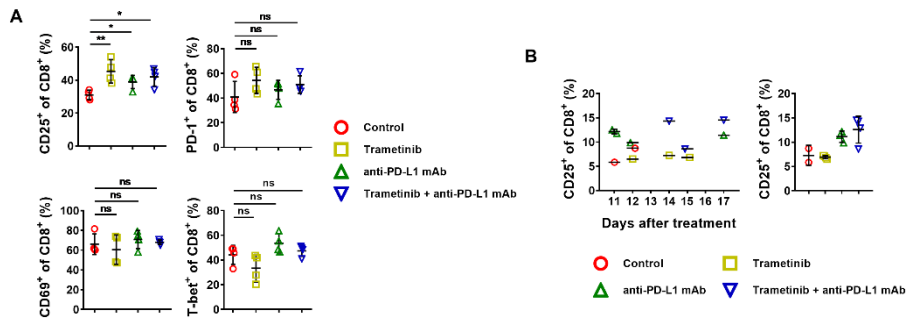 A
CD25+ of CD8+ (%)
60
40
20
0
**
*
*
PD-1+ of CD8+ (%)
80
60
40
20
0
ns
ns
ns
CD69+ of CD8+ (%)
100
80
60
40
20
0
ns
ns
ns
T-bet+ of CD8+ (%)
80
60
40
20
0
ns
ns
ns
Control
Trametinib
anti-PD-L1 mAb
Trametinib + anti-PD-L1 mAb
B
CD25+ of CD8+ (%)
20
15
10
5
0
11 12 13 14 15 16 17
Days after treatment
CD25+ of CD8+ (%)
20
15
10
5
0
Control
Trametinib
anti-PD-L1 mAb
Trametinib + anti-PD-L1 mAb